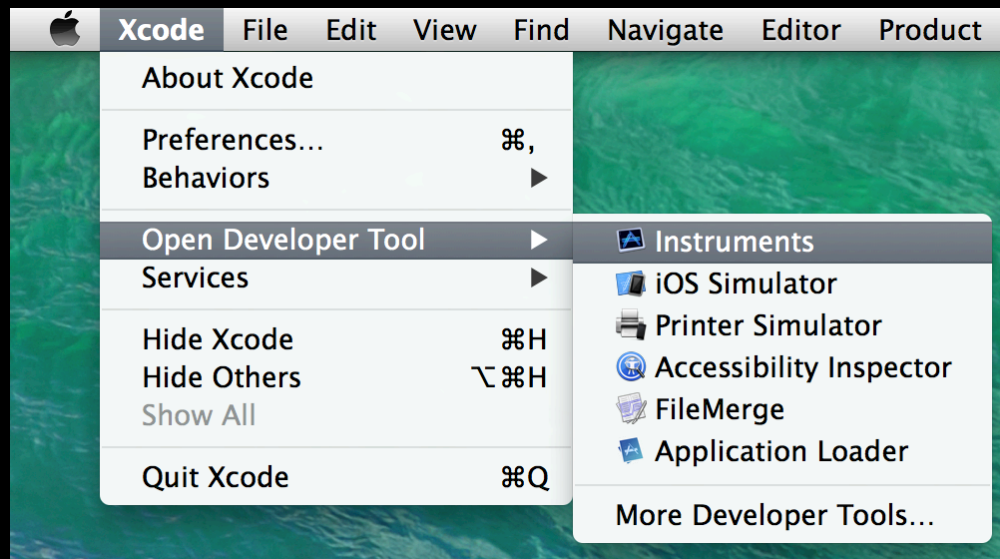 Xcode File Edit View Find Navigate Editor Product
About Xcode
Preferences... ⌘,
Behaviors ▶
Open Developer Tool ▶
Services ▶
Hide Xcode ⌘H
Hide Others ⌥⌘H
Show All
Quit Xcode ⌘Q
Instruments
iOS Simulator
Printer Simulator
Accessibility Inspector
FileMerge
Application Loader
More Developer Tools...